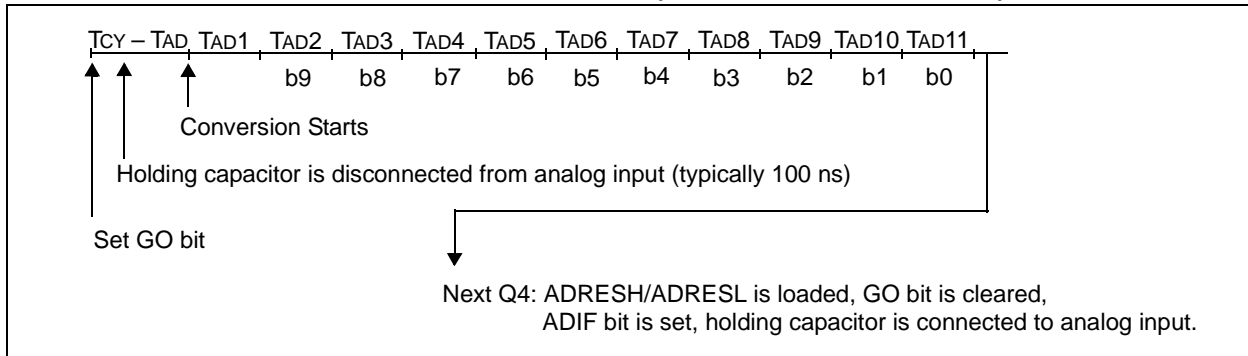 TCY – TAD TAD1 TAD2 TAD3 TAD4 TAD5 TAD6 TAD7 TAD8 TAD9 TAD10 TAD11
b9 b8 b7 b6 b5 b4 b3 b2 b1 b0
Conversion Starts
Holding capacitor is disconnected from analog input (typically 100 ns)
Set GO bit
Next Q4: ADRESH/ADRESL is loaded, GO bit is cleared,
ADIF bit is set, holding capacitor is connected to analog input.